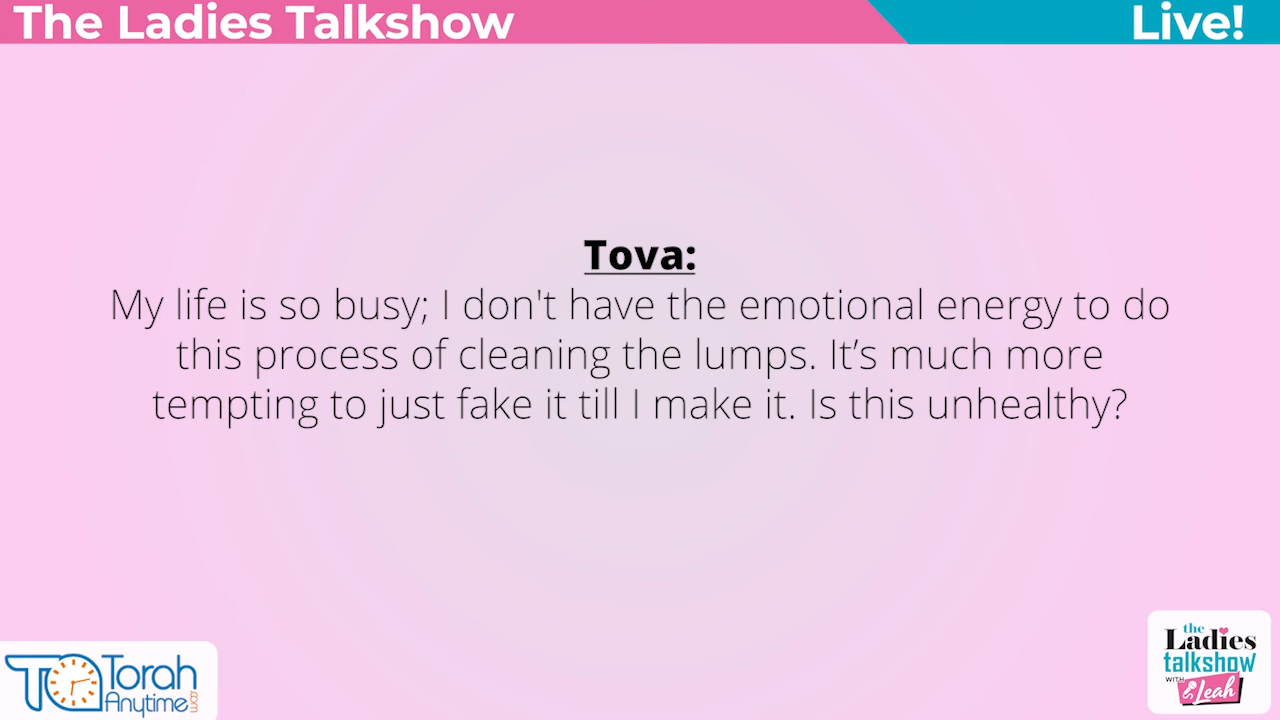 The Ladies Talkshow
Live!
Tova:
My life is so busy; I don't have the emotional energy to do
this process of cleaning the lumps. It’s much more
tempting to just fake it till I make it. Is this unhealthy?
TA Torah
Anytime.com
the
Ladies
talkshow
WITH
Leah